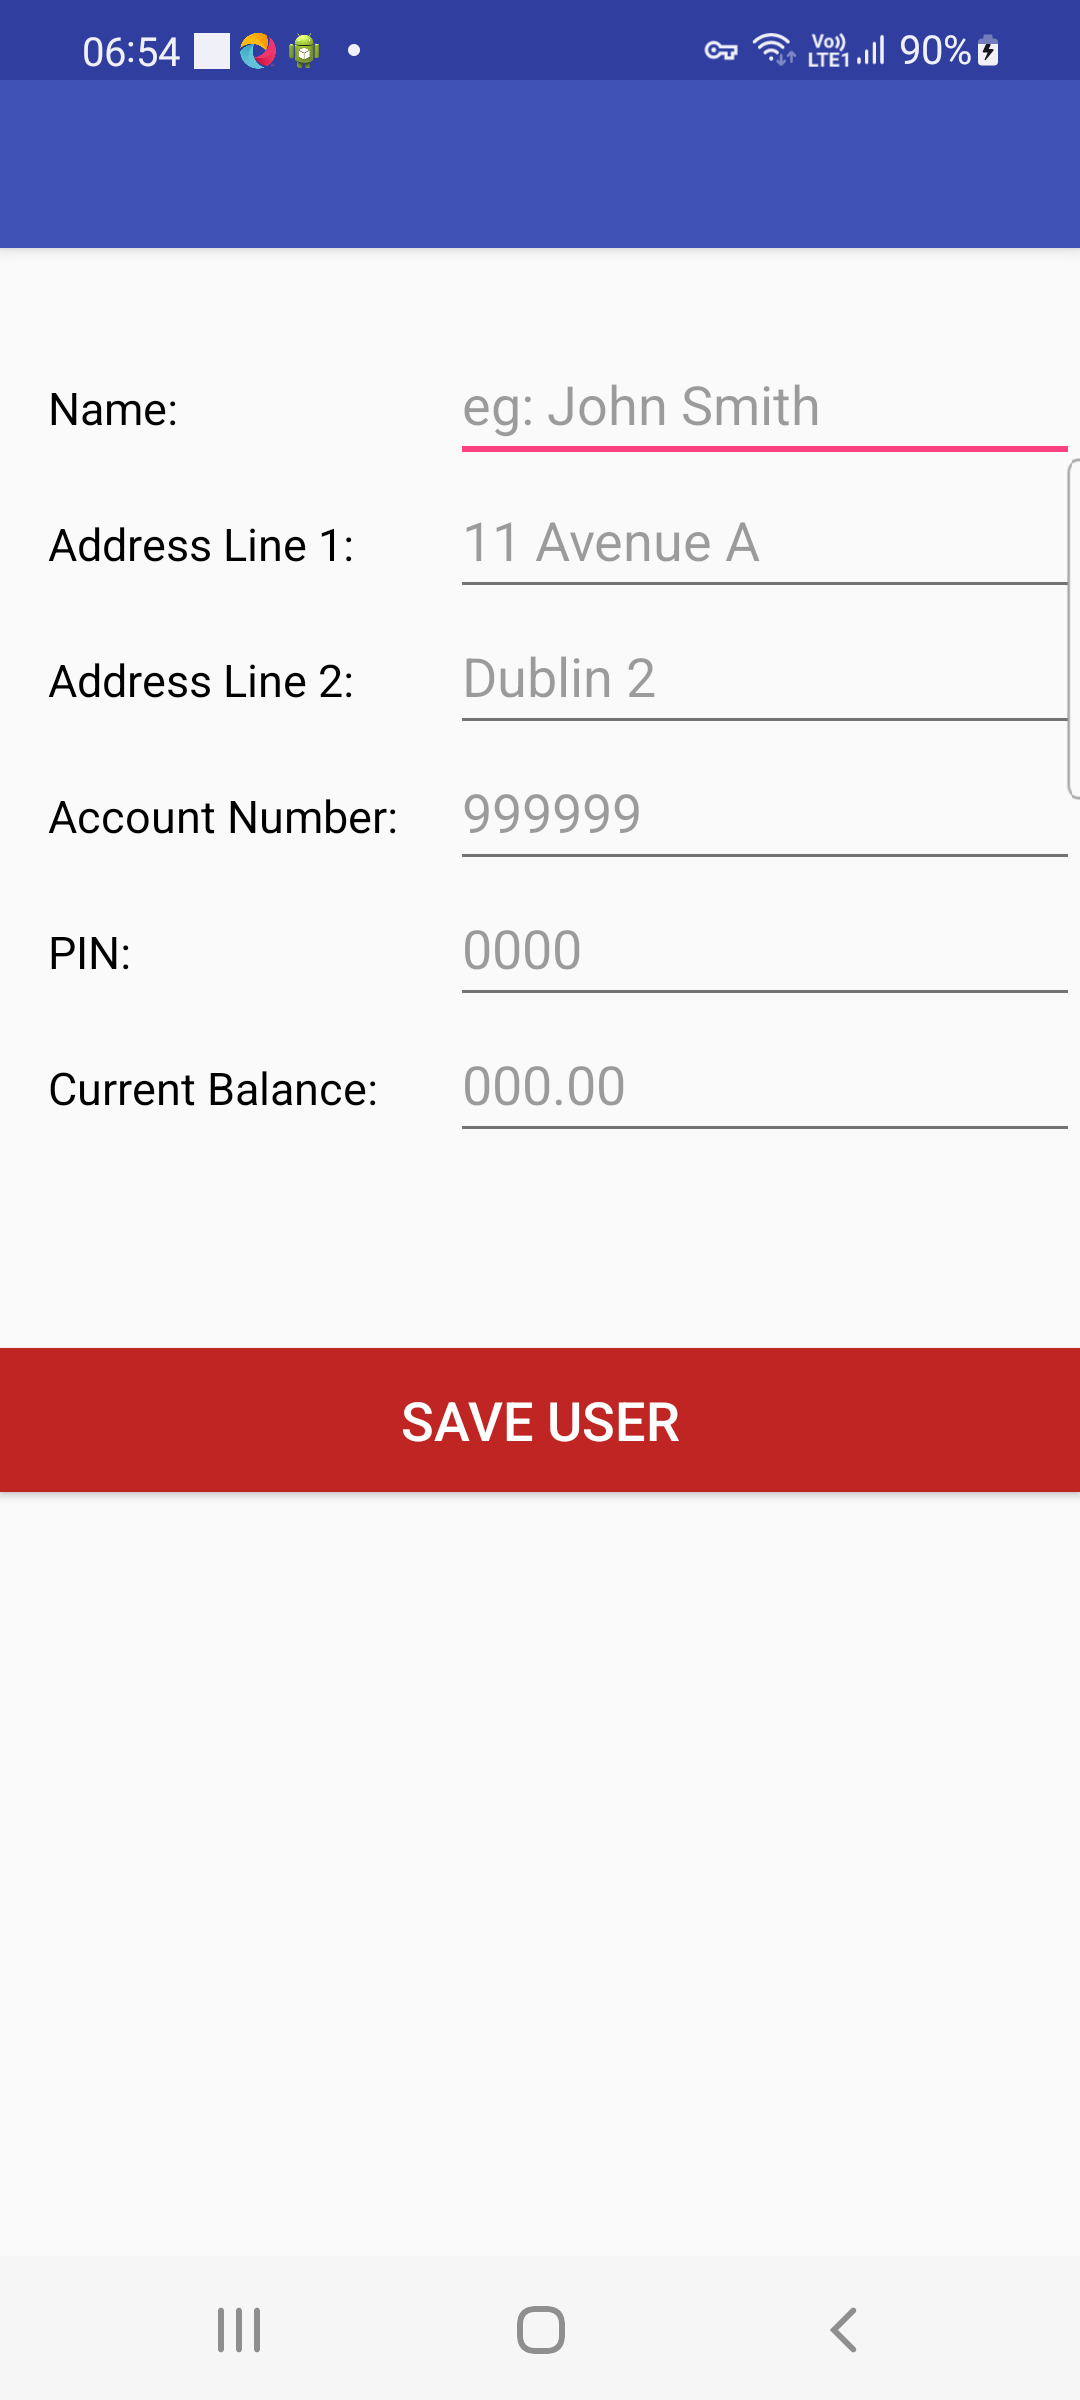 06:54 Vo)) LTE1 90%
Name: eg: John Smith
Address Line 1: 11 Avenue A
Address Line 2: Dublin 2
Account Number: 999999
PIN: 0000
Current Balance: 000.00
SAVE USER